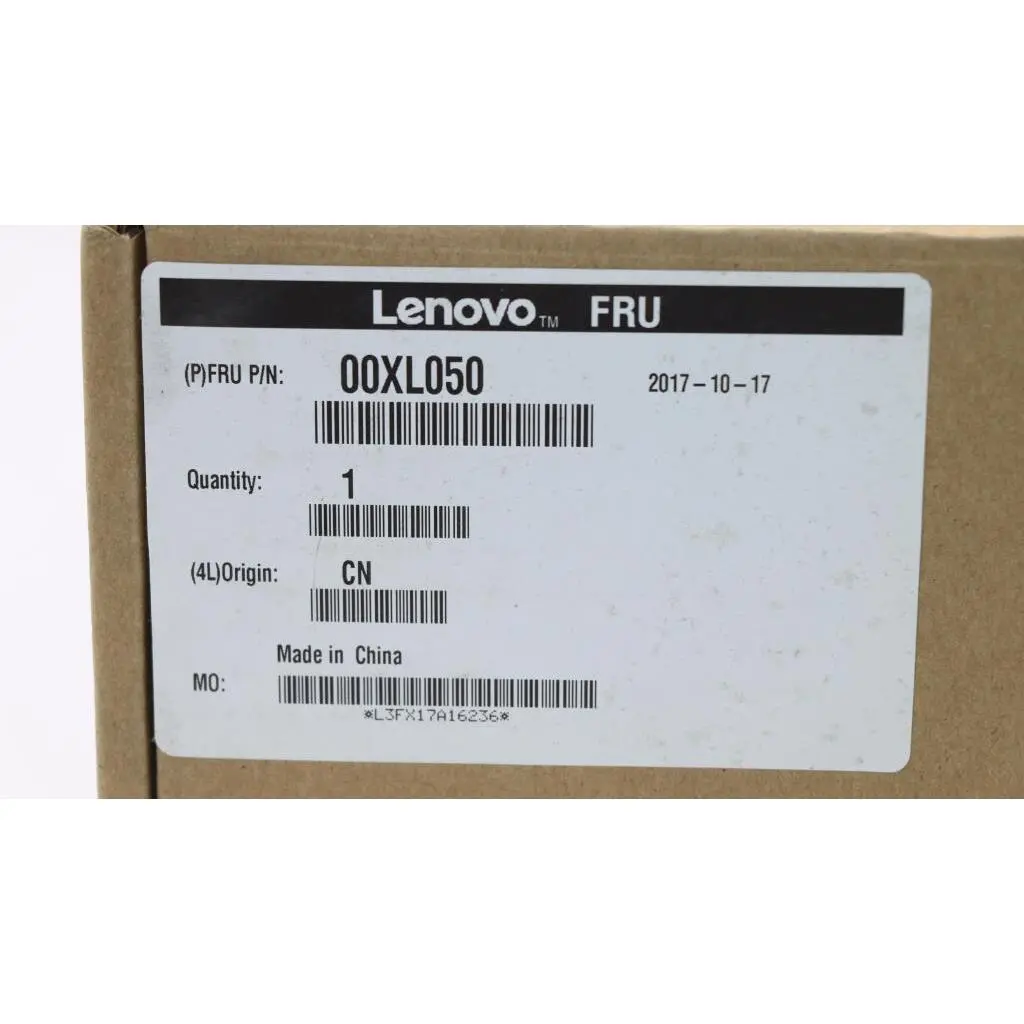 Lenovo™ FRU
(P)FRU P/N: 00XL050 2017-10-17
Quantity: 1
(4L)Origin: CN
Made in China
MO:
*L3FX17A16236*